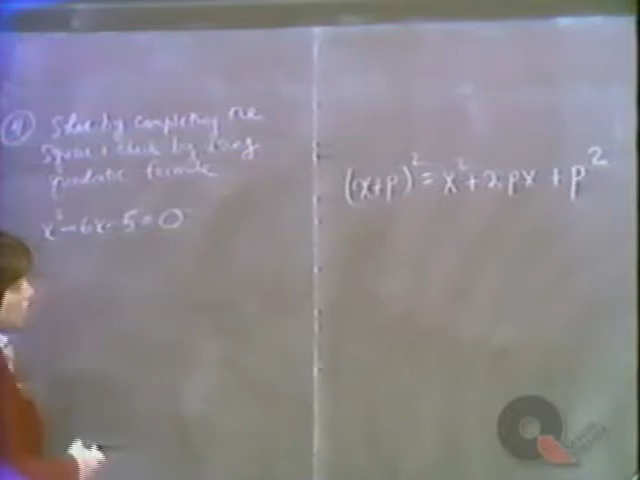 ④ Solve by completing the
square & check by using
quadratic formula
x² - 6x - 5 = 0
(x+p)² = x² + 2px + p²